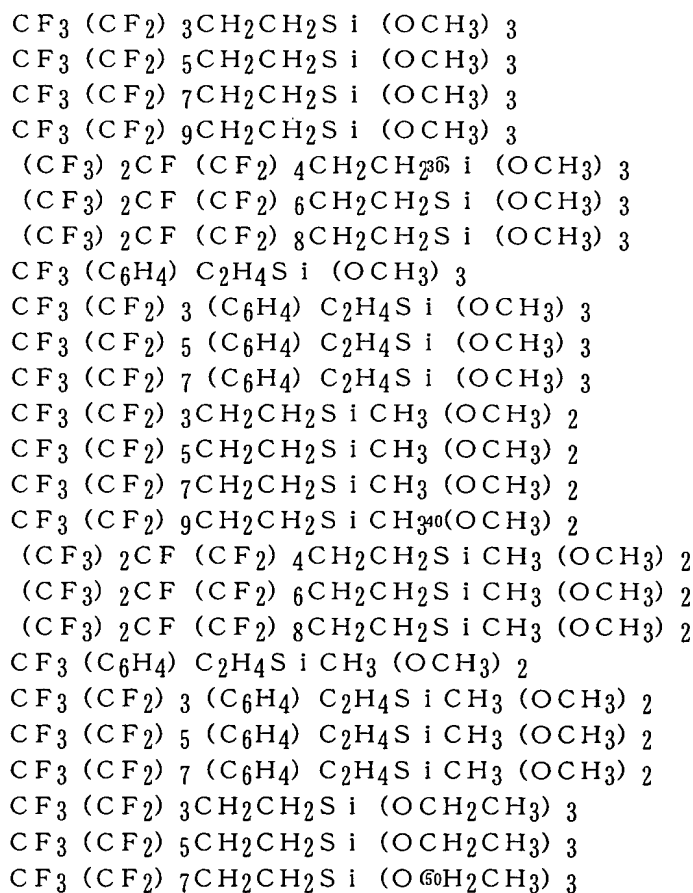 CF3 (CF2) 3CH2CH2Si (OCH3) 3
CF3 (CF2) 5CH2CH2Si (OCH3) 3
CF3 (CF2) 7CH2CH2Si (OCH3) 3
CF3 (CF2) 9CH2CH2Si (OCH3) 3
(CF3) 2CF (CF2) 4CH2CH2 30 i (OCH3) 3
(CF3) 2CF (CF2) 6CH2CH2Si (OCH3) 3
(CF3) 2CF (CF2) 8CH2CH2Si (OCH3) 3
CF3 (C6H4) C2H4Si (OCH3) 3
CF3 (CF2) 3 (C6H4) C2H4Si (OCH3) 3
CF3 (CF2) 5 (C6H4) C2H4Si (OCH3) 3
CF3 (CF2) 7 (C6H4) C2H4Si (OCH3) 3
CF3 (CF2) 3CH2CH2SiCH3 (OCH3) 2
CF3 (CF2) 5CH2CH2SiCH3 (OCH3) 2
CF3 (CF2) 7CH2CH2SiCH3 (OCH3) 2
CF3 (CF2) 9CH2CH2SiCH3 40 (OCH3) 2
(CF3) 2CF (CF2) 4CH2CH2SiCH3 (OCH3) 2
(CF3) 2CF (CF2) 6CH2CH2SiCH3 (OCH3) 2
(CF3) 2CF (CF2) 8CH2CH2SiCH3 (OCH3) 2
CF3 (C6H4) C2H4SiCH3 (OCH3) 2
CF3 (CF2) 3 (C6H4) C2H4SiCH3 (OCH3) 2
CF3 (CF2) 5 (C6H4) C2H4SiCH3 (OCH3) 2
CF3 (CF2) 7 (C6H4) C2H4SiCH3 (OCH3) 2
CF3 (CF2) 3CH2CH2Si (OCH2CH3) 3
CF3 (CF2) 5CH2CH2Si (OCH2CH3) 3
CF3 (CF2) 7CH2CH2Si (O 50 H2CH3) 3